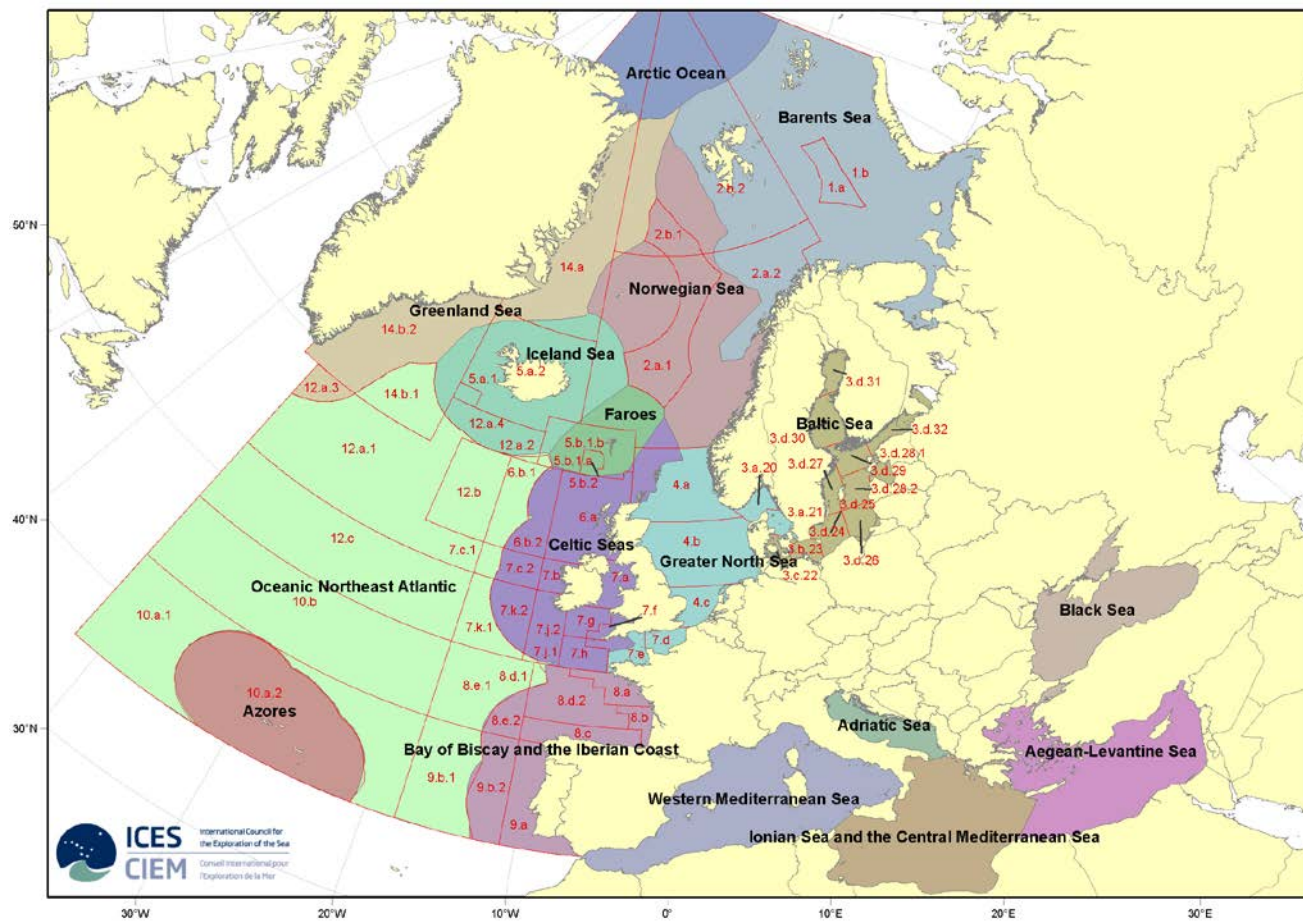 Arctic Ocean
Barents Sea
1.b
1.a
2.b.2
50°N
2.b.1
14.a
2.a.2
Norwegian Sea
Greenland Sea
14.b.2
Iceland Sea
5.a.2
5.a.1
2.a.1
12.a.3
14.b.1
3.d.31
Faroes
Baltic Sea
12.a.4
3.d.32
12.a.2
5.b.1.b
3.d.30
12.a.1
5.b.1.a
3.d.28.1
6.b.1
3.a.20
3.d.27
3.d.29
5.b.2
4.a
12.b
3.d.28.2
3.d.25
40°N
6.a
3.a.21
3.d.24
12.c
6.b.2
Celtic Seas
4.b
7.c.1
3.b.23
Greater North Sea
3.d.26
7.c.2
7.b
7.a
3.c.22
Oceanic Northeast Atlantic
10.b
10.a.1
7.k.2
7.f
4.c
Black Sea
7.k.1
7.j.2
7.g
7.d
7.j.1
7.h
7.e
8.d.1
8.e.1
10.a.2
8.d.2
8.a
Azores
8.e.2
8.b
Adriatic Sea
30°N
8.c
Bay of Biscay and the Iberian Coast
Aegean-Levantine Sea
9.b.1
9.b.2
Western Mediterranean Sea
9.a
Ionian Sea and the Central Mediterranean Sea
ICES
International Council for
the Exploration of the Sea
CIEM
Conseil International pour
l'Exploration de la Mer
30°W
20°W
10°W
0°
10°E
20°E
30°E